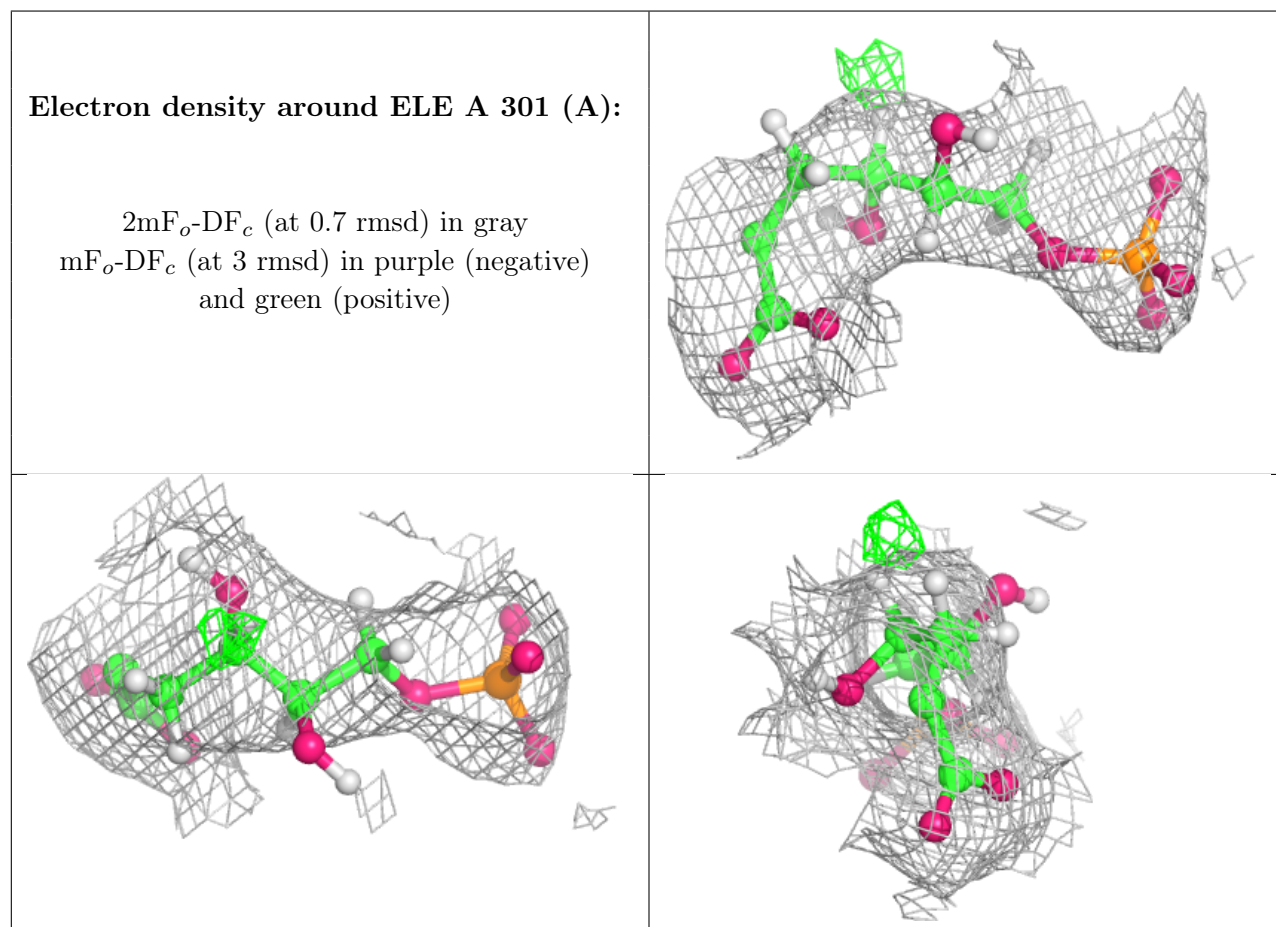 Electron density around ELE A 301 (A):
2mFₒ-DF𝒸 (at 0.7 rmsd) in gray
mFₒ-DF𝒸 (at 3 rmsd) in purple (negative)
and green (positive)